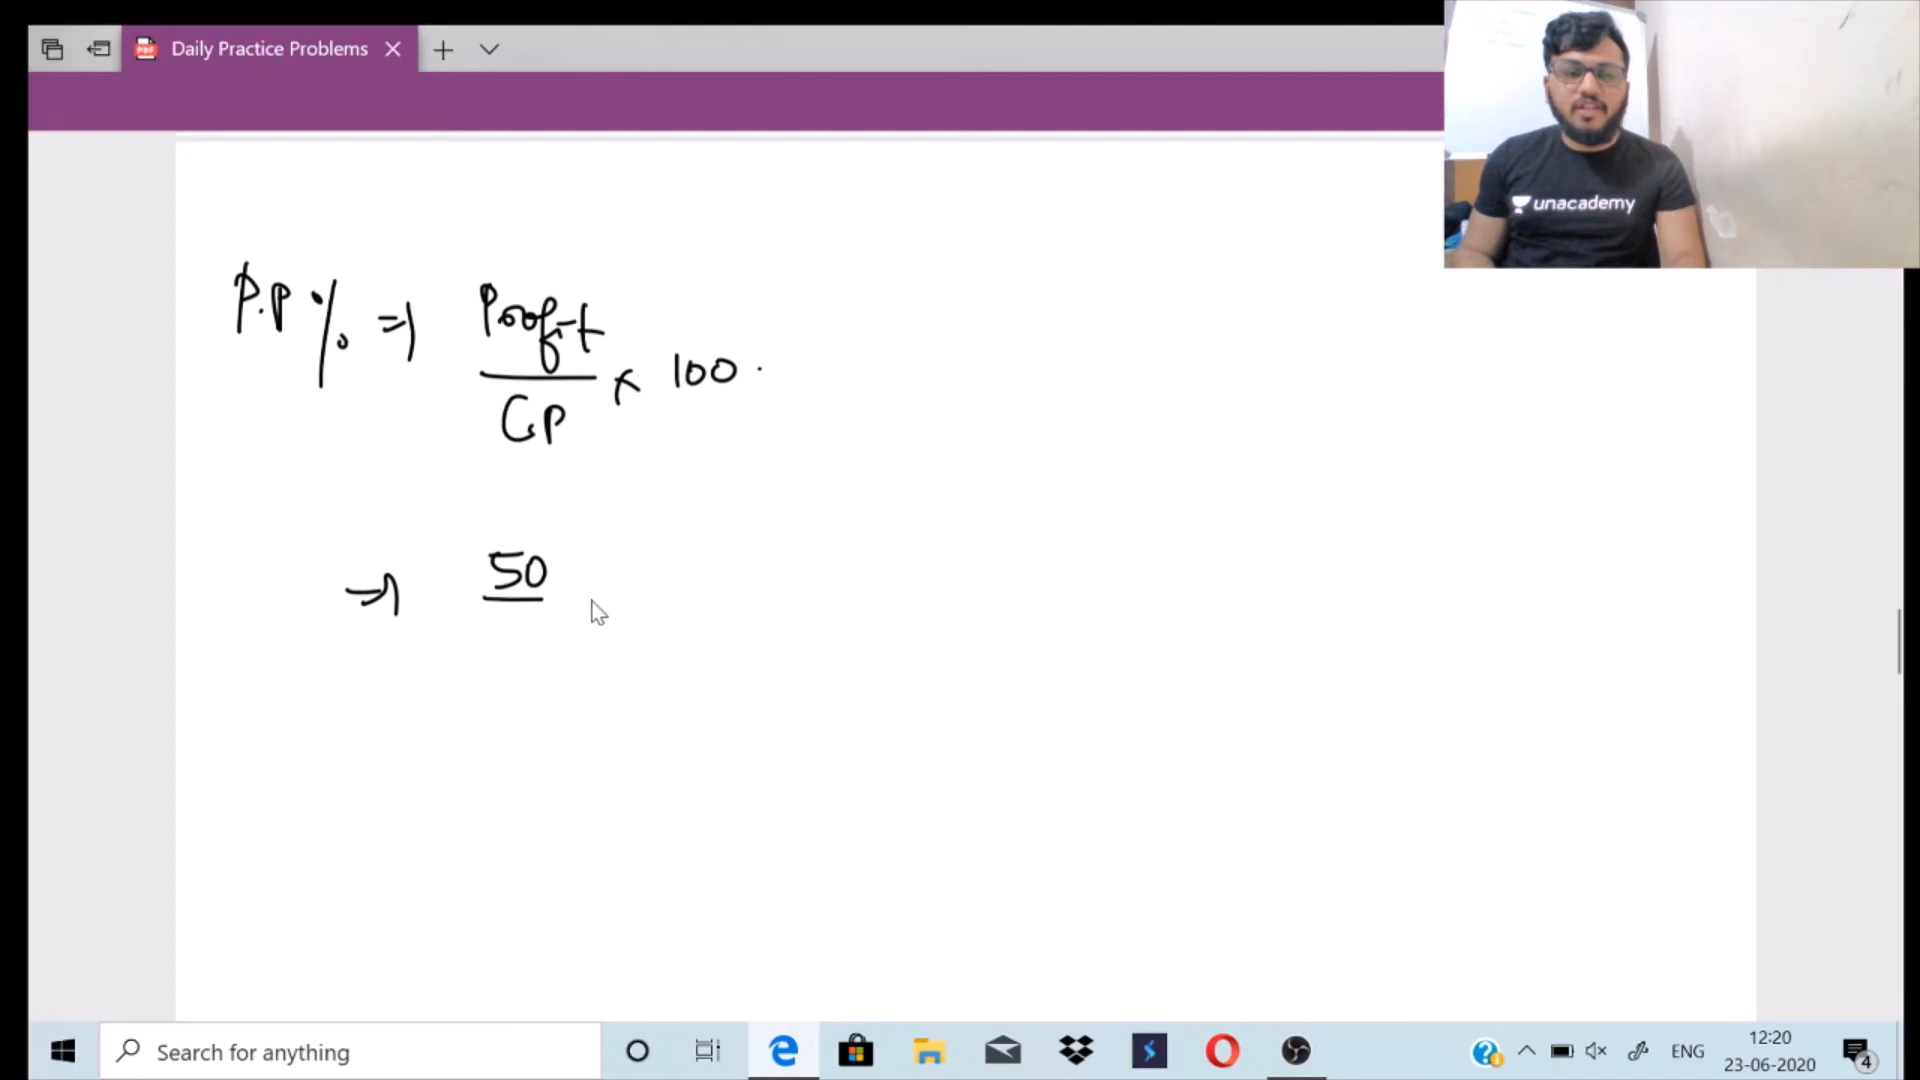 Daily Practice Problems
unacademy
P.P % => Profit
CP
x 100.
=> 50
Search for anything
ENG
12:20
23-06-2020
4